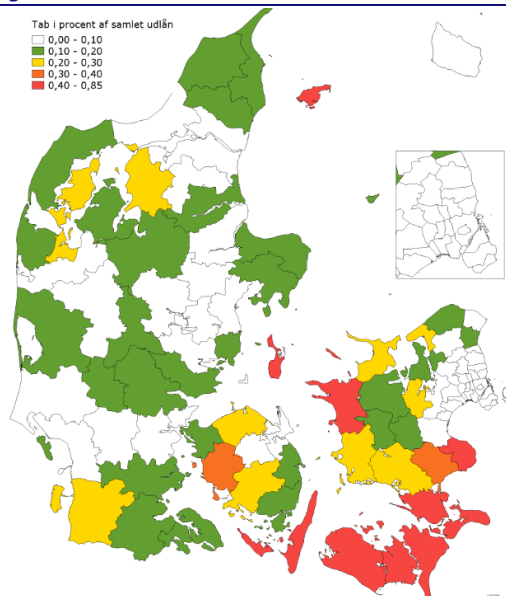 Tab i procent af samlet udlån
0,00 - 0,10
0,10 - 0,20
0,20 - 0,30
0,30 - 0,40
0,40 - 0,85